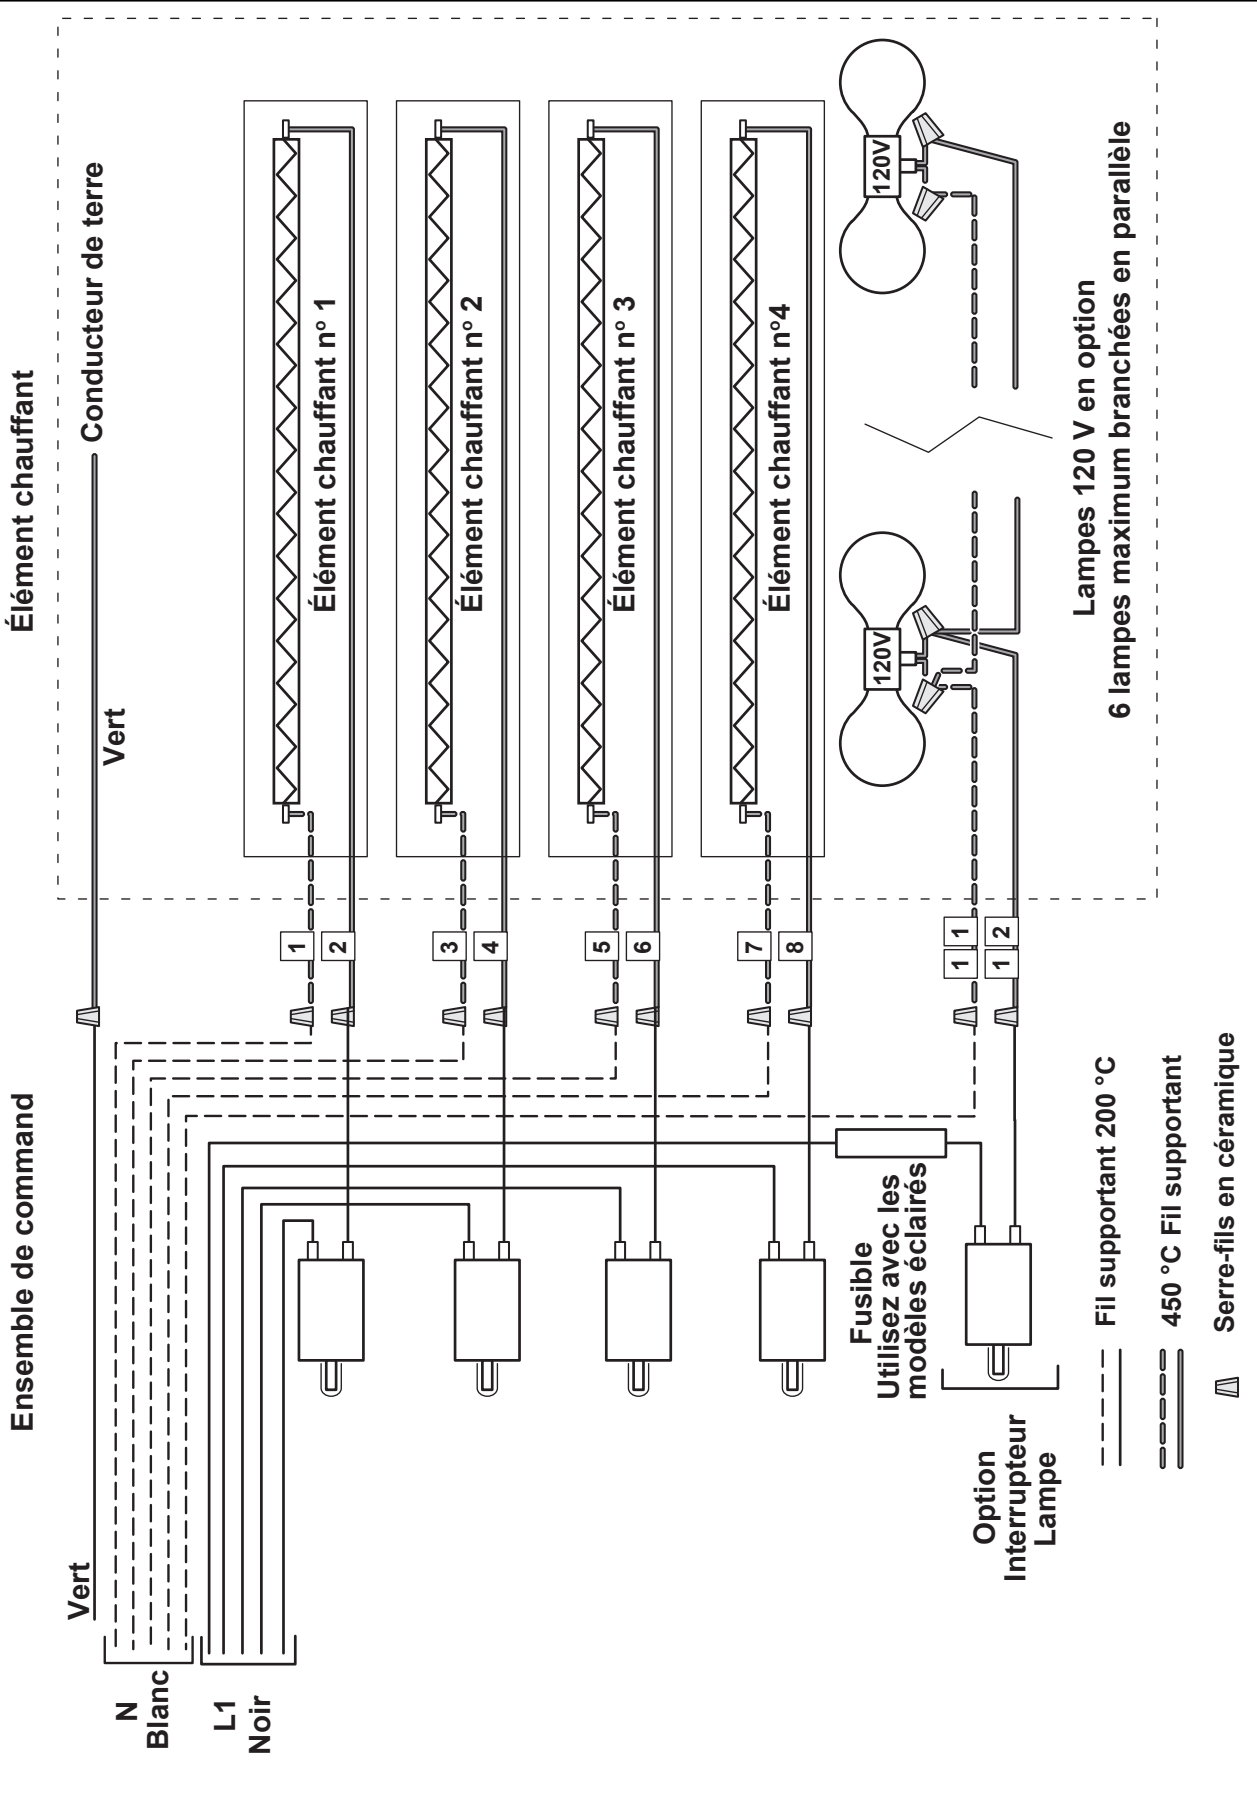 Élément chauffant
Ensemble de command
Conducteur de terre
Vert
Vert
N
Blanc
L1
Noir
Élément chauffant n° 1
Élément chauffant n° 2
Élément chauffant n° 3
Élément chauffant n°4
1
2
3
4
5
6
7
8
1 1
1 2
120V
120V
Lampes 120 V en option
6 lampes maximum branchées en parallèle
Fusible
Utilisez avec les
modèles éclairés
Option
Interrupteur
Lampe
Fil supportant 200 °C
450 °C Fil supportant
Serre-fils en céramique